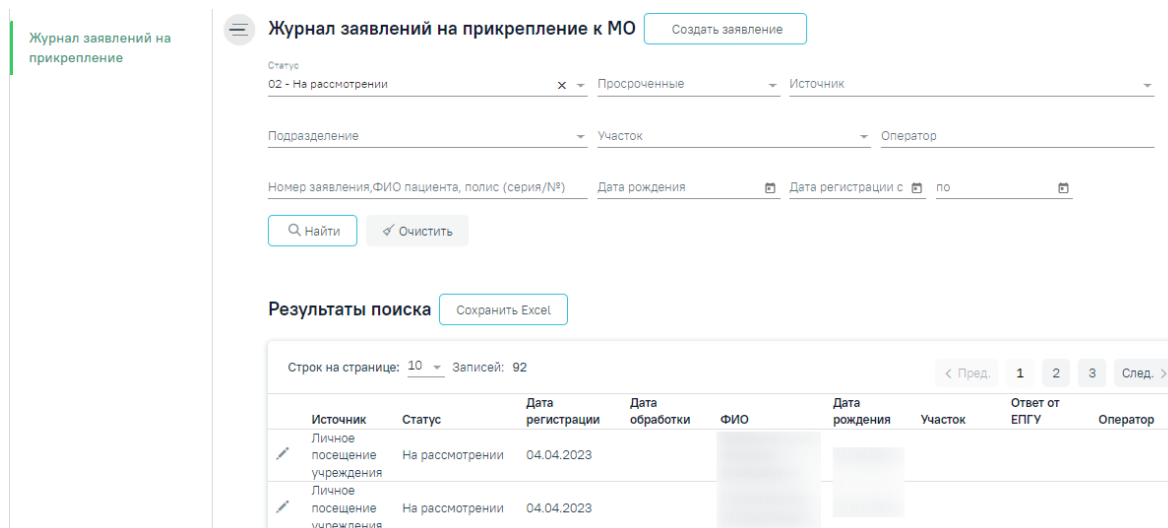 Журнал заявлений на
прикрепление
Журнал заявлений на прикрепление к МО Создать заявление
Статус
02 - На рассмотрении Просроченные Источник
Подразделение Участок Оператор
Номер заявления,ФИО пациента, полис (серия/№) Дата рождения Дата регистрации с по
Найти Очистить
Результаты поиска Сохранить Excel
Строк на странице: 10 Записей: 92 < Пред. 1 2 3 След. >
Источник Статус Дата регистрации Дата обработки ФИО Дата рождения Участок Ответ от ЕПГУ Оператор
Личное
посещение На рассмотрении 04.04.2023
учреждения
Личное
посещение На рассмотрении 04.04.2023
учреждения